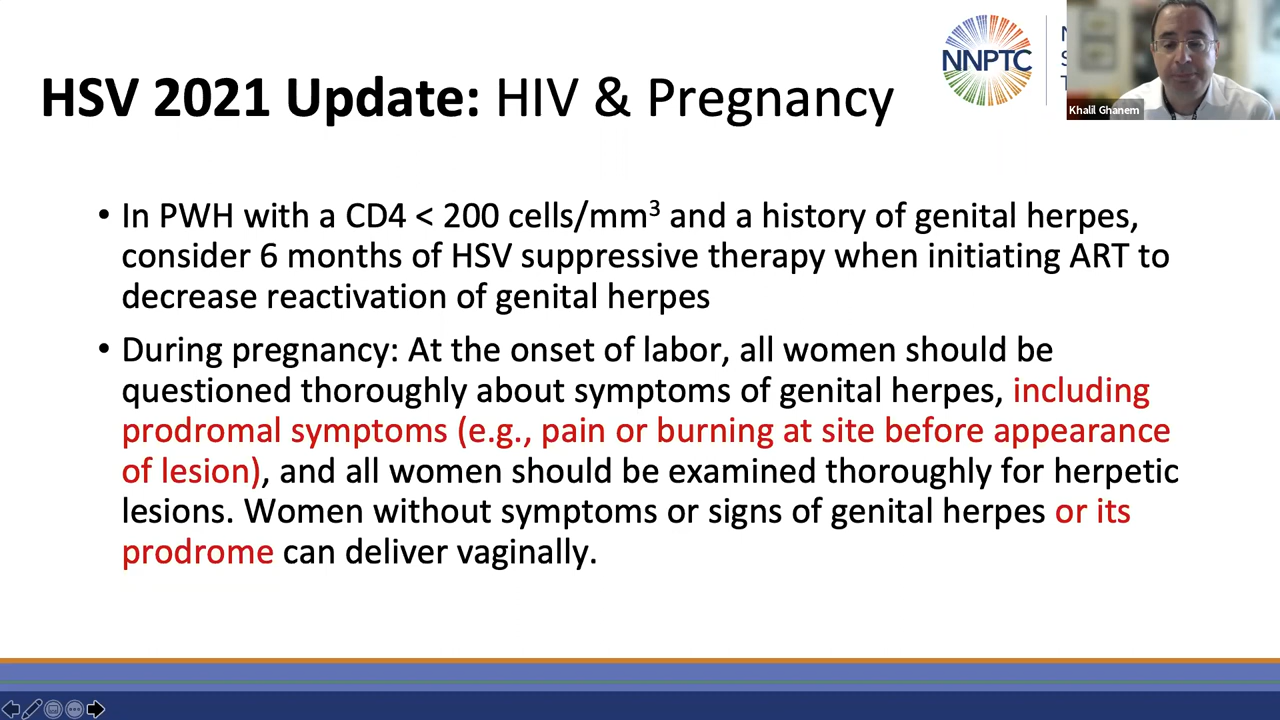 HSV 2021 Update: HIV & Pregnancy
NNPTC
N
S
T
Khalil Ghanem
• In PWH with a CD4 < 200 cells/mm³ and a history of genital herpes,
consider 6 months of HSV suppressive therapy when initiating ART to
decrease reactivation of genital herpes
• During pregnancy: At the onset of labor, all women should be
questioned thoroughly about symptoms of genital herpes, including
prodromal symptoms (e.g., pain or burning at site before appearance
of lesion), and all women should be examined thoroughly for herpetic
lesions. Women without symptoms or signs of genital herpes or its
prodrome can deliver vaginally.